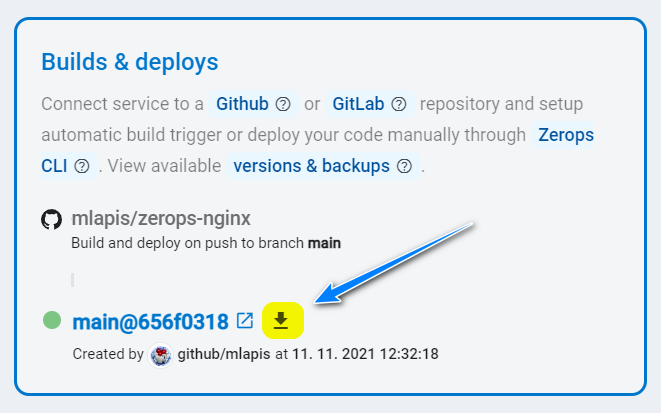 Builds & deploys
Connect service to a Github ? or GitLab ? repository and setup
automatic build trigger or deploy your code manually through Zerops
CLI ? . View available versions & backups ? .
mlapis/zerops-nginx
Build and deploy on push to branch main
main@656f0318
Created by github/mlapis at 11. 11. 2021 12:32:18